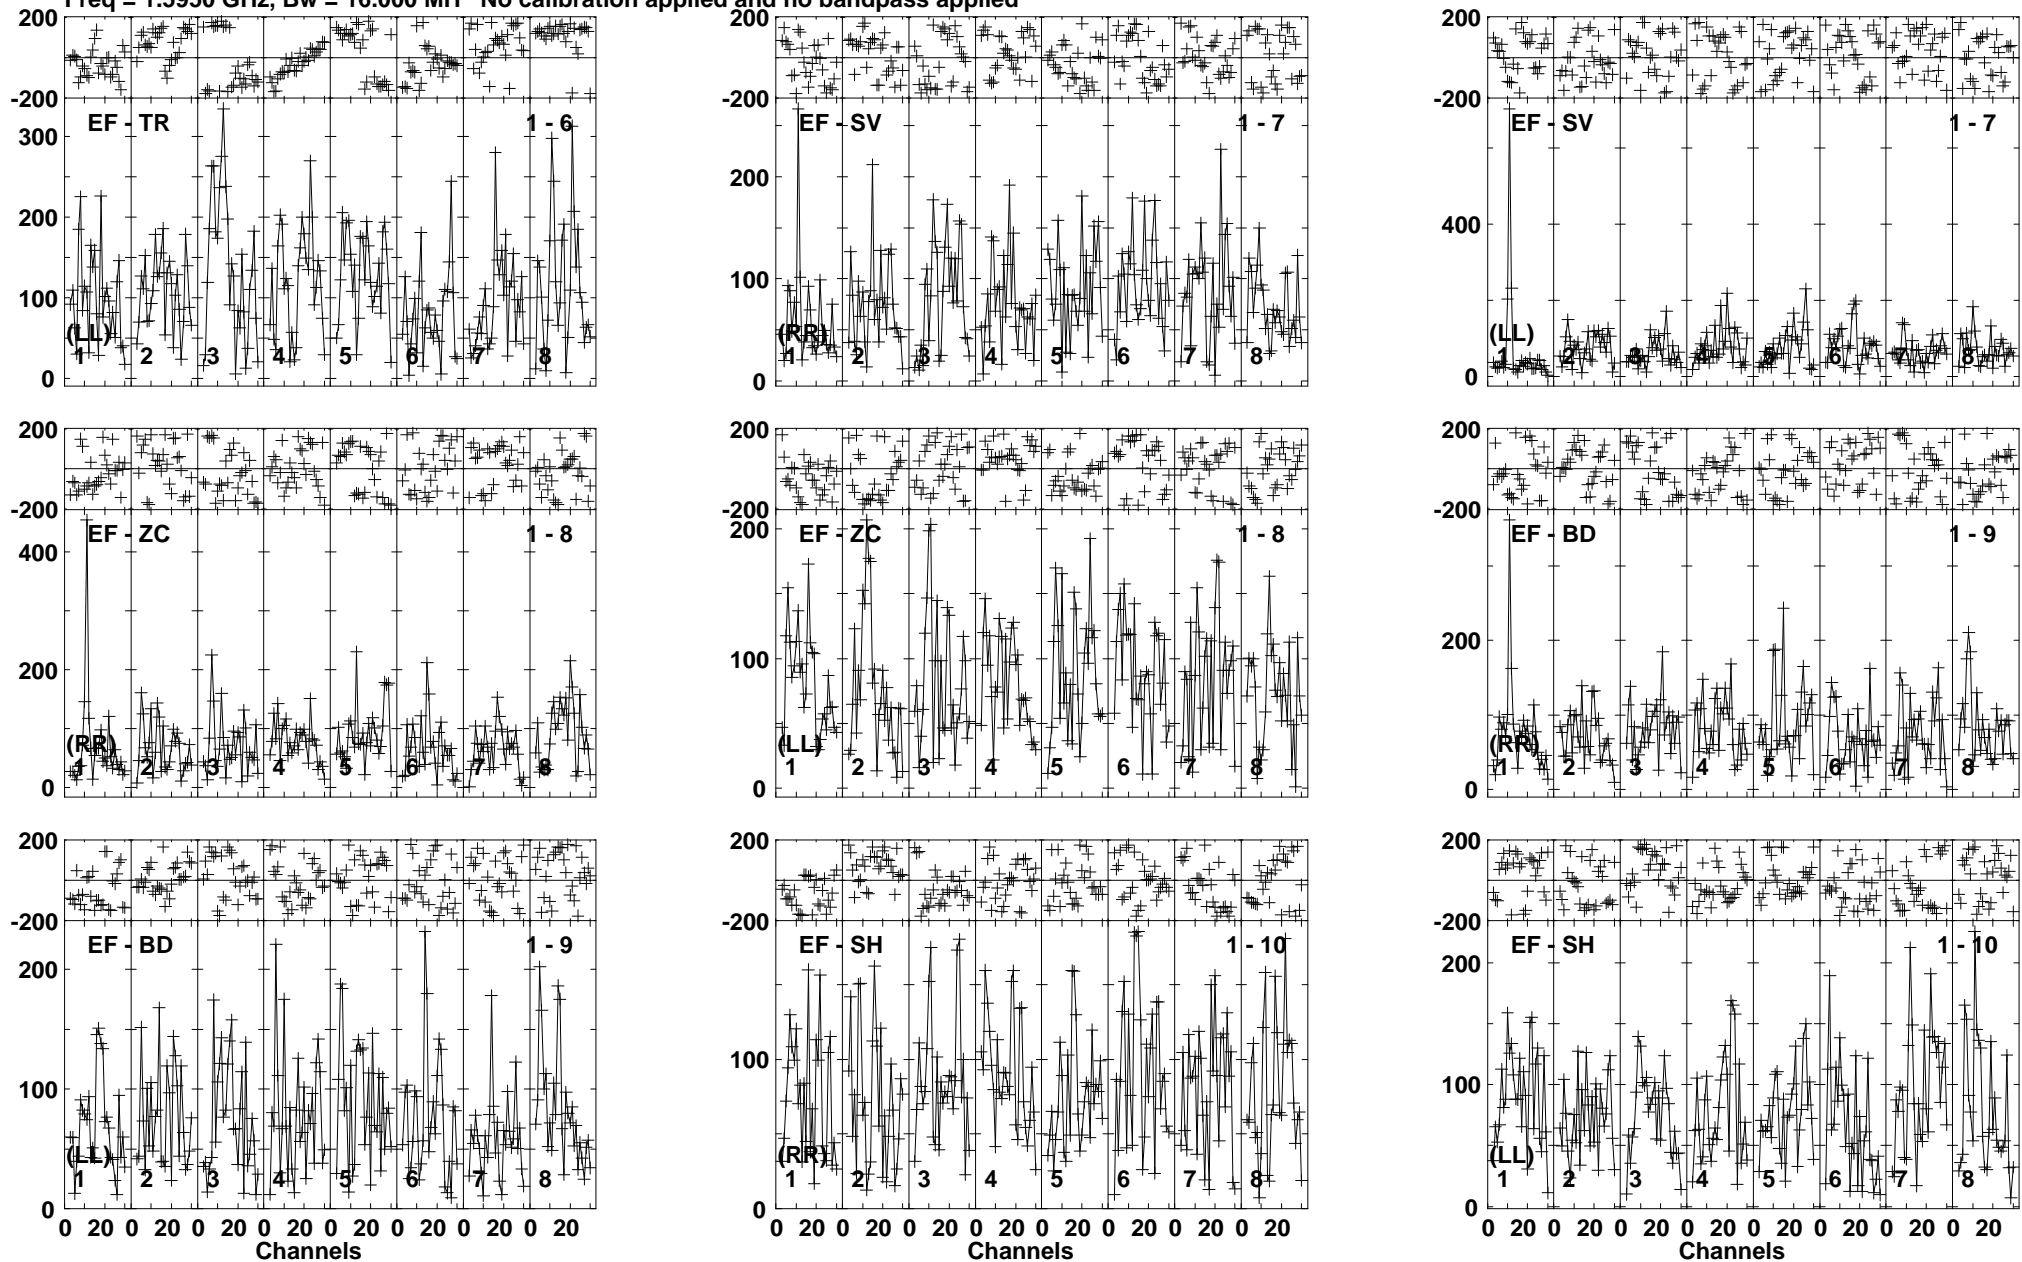 Freq = 1.5950 GHz, Bw = 16.000 MH No calibration applied and no bandpass applied
200 200 200
-200 -200 -200
EF - TR 1 - 6 EF - SV 1 - 7 EF - SV 1 - 7
300
200 200 400
100 100
(LL) (RR) (LL)
1 2 3 4 5 6 7 8 1 2 3 4 5 6 7 8 1 2 3 4 5 6 7 8
0 0 0
200 200 200
-200 -200 -200
EF - ZC 1 - 8 EF - ZC 1 - 8 EF - BD 1 - 9
400 200
200 100 200
(RR) (LL) (RR)
1 2 3 4 5 6 7 8 1 2 3 4 5 6 7 8 1 2 3 4 5 6 7 8
0 0 0
200 200 200
-200 -200 -200
EF - BD 1 - 9 EF - SH 1 - 10 EF - SH 1 - 10
200 200
100 100 100
(LL) (RR) (LL)
1 2 3 4 5 6 7 8 1 2 3 4 5 6 7 8 1 2 3 4 5 6 7 8
0 0 0
0 20 0 20 0 20 0 20 0 20 0 20 0 20 0 20 0 20 0 20 0 20 0 20 0 20 0 20 0 20 0 20 0 20 0 20 0 20 0 20 0 20 0 20 0 20 0 20
Channels Channels Channels